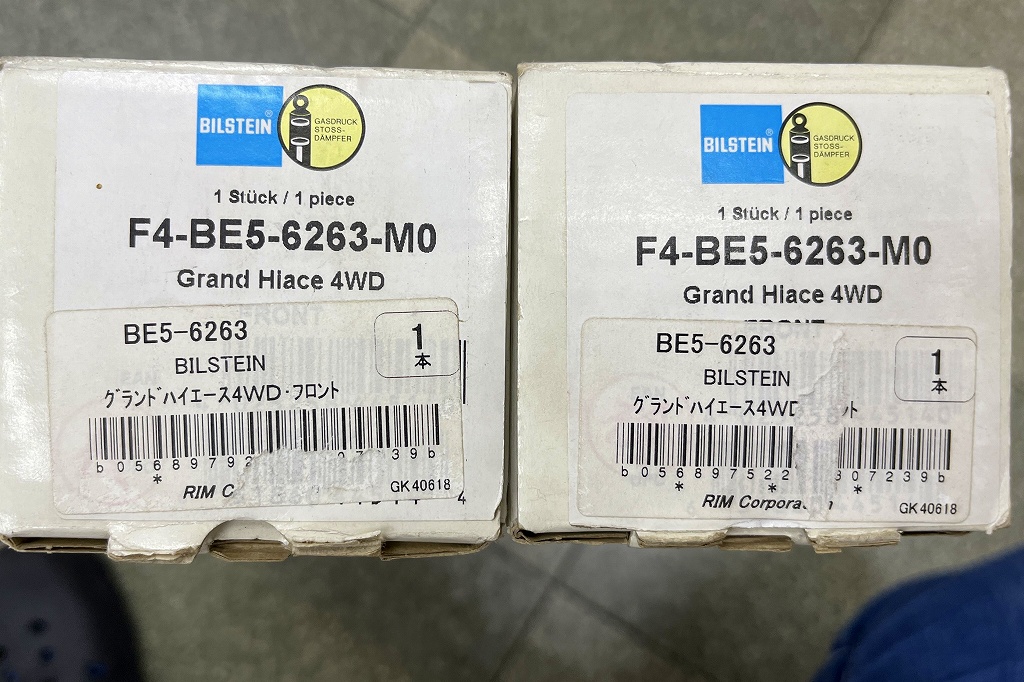 BILSTEIN®
GASDRUCK
STOSS-
DÄMPFER
1 Stück / 1 piece
F4-BE5-6263-M0
Grand Hiace 4WD
FRONT
BE5-6263
1
本
BILSTEIN
グランドハイエース4WD・フロント
RIM
GK40618
BILSTEIN®
GASDRUCK
STOSS-
DÄMPFER
1 Stück / 1 piece
F4-BE5-6263-M0
Grand Hiace 4WD
FRONT
BE5-6263
1
本
BILSTEIN
グランドハイエース4WD
RIM
GK40618